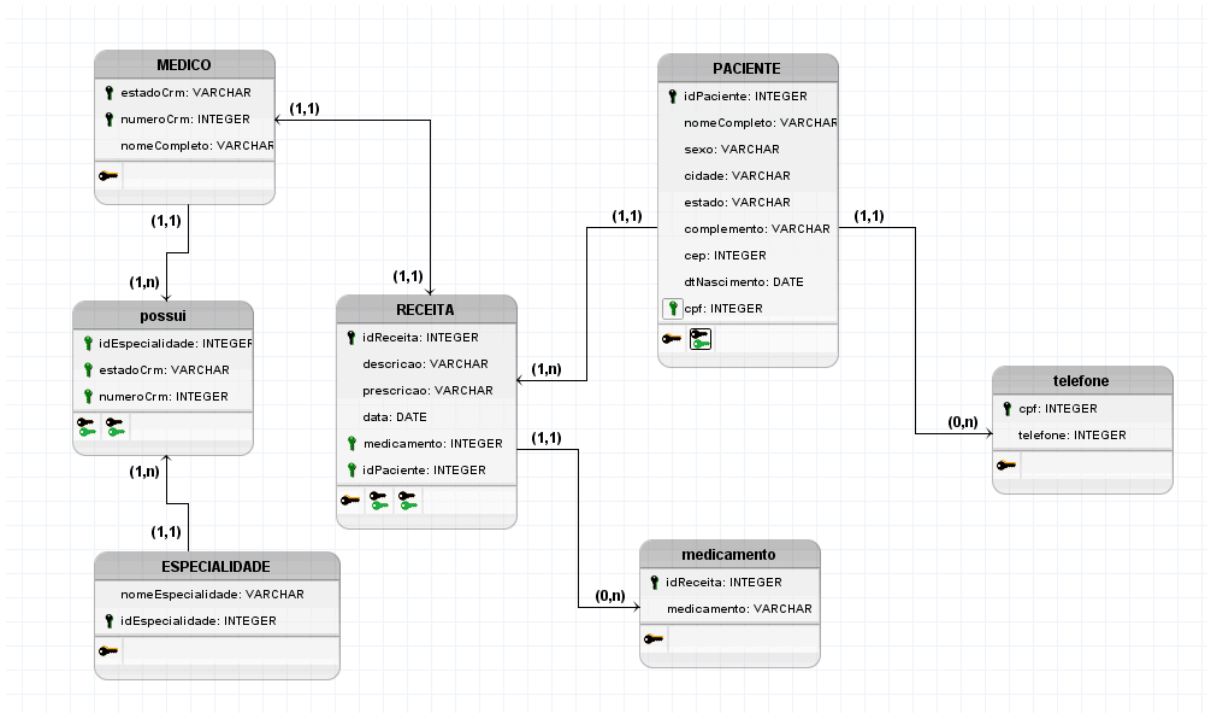 MEDICO
estadoCrm: VARCHAR
numeroCrm: INTEGER
nomeCompleto: VARCHAR
(1,1)
(1,1)
(1,n)
possui
idEspecialidade: INTEGER
estadoCrm: VARCHAR
numeroCrm: INTEGER
(1,n)
(1,1)
ESPECIALIDADE
nomeEspecialidade: VARCHAR
idEspecialidade: INTEGER
(1,1)
RECEITA
idReceita: INTEGER
descricao: VARCHAR
prescricao: VARCHAR
data: DATE
medicamento: INTEGER
idPaciente: INTEGER
PACIENTE
idPaciente: INTEGER
nomeCompleto: VARCHAR
sexo: VARCHAR
cidade: VARCHAR
estado: VARCHAR
complemento: VARCHAR
cep: INTEGER
dtNascimento: DATE
cpf: INTEGER
(1,1)
(1,n)
(1,1)
(0,n)
telefone
cpf: INTEGER
telefone: INTEGER
(1,1)
(0,n)
medicamento
idReceita: INTEGER
medicamento: VARCHAR